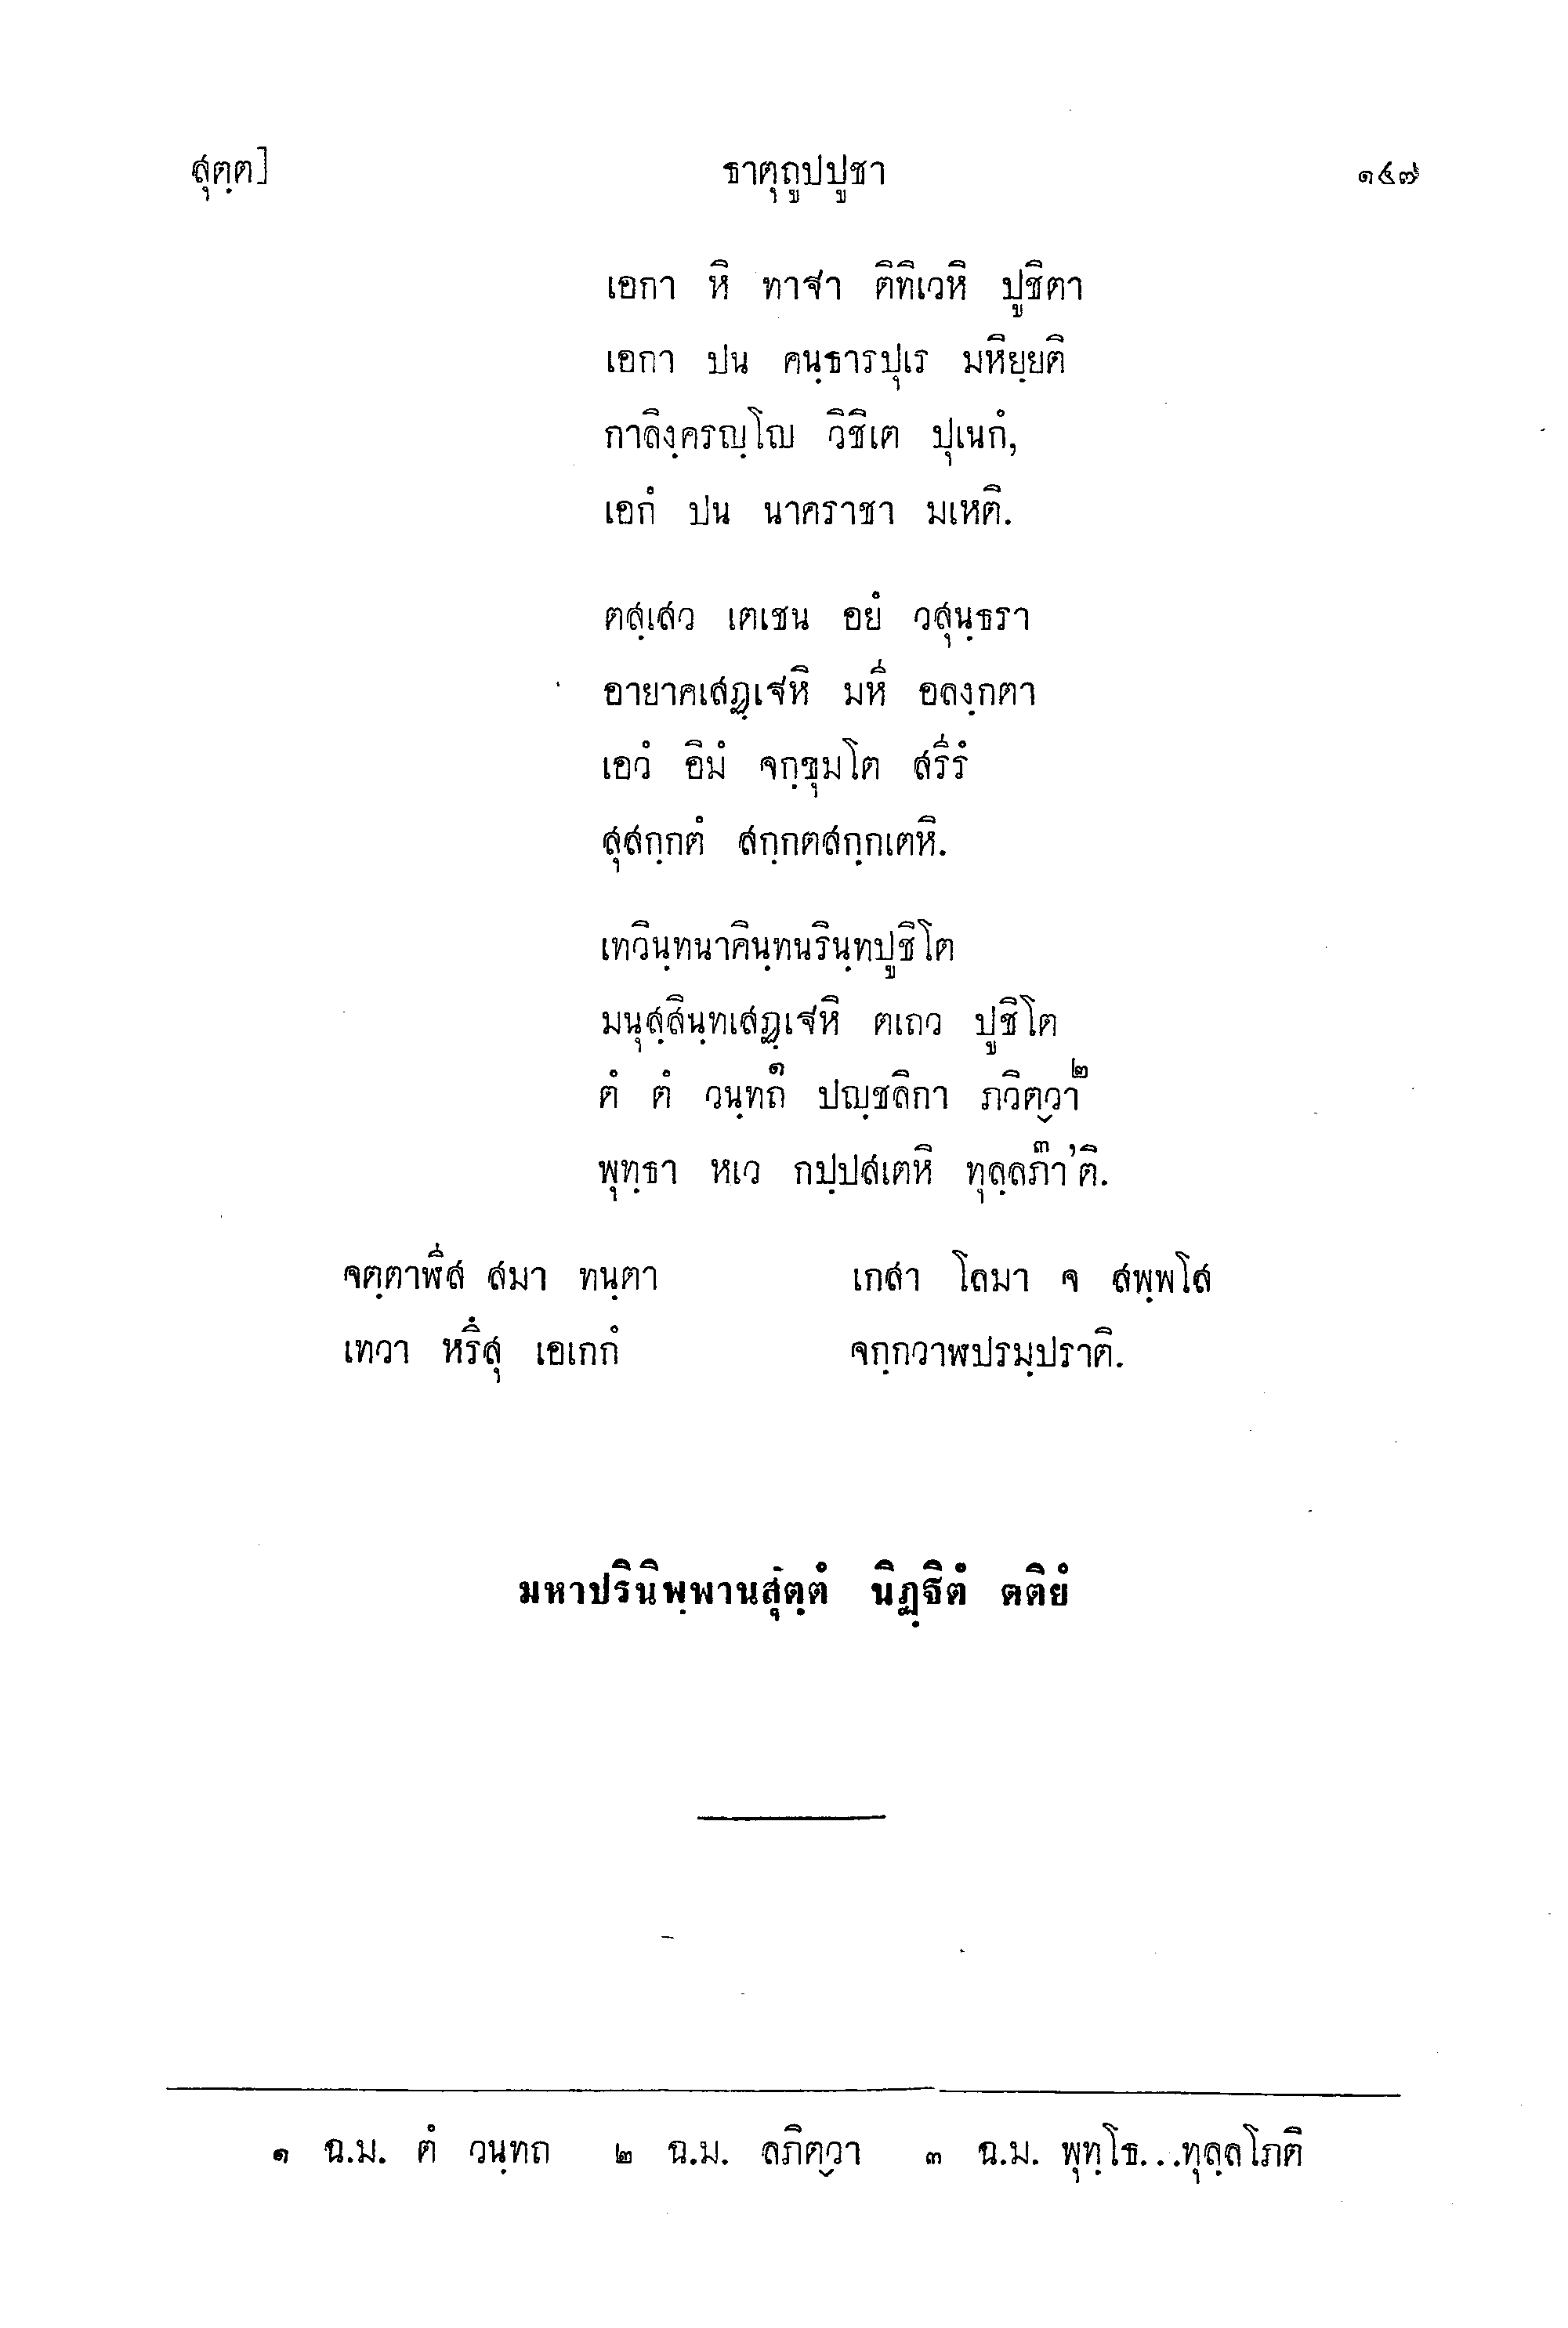 สุตฺต] ธาตุถูปปูชา ๑๔๗
เอกา หิ ทาฐา ติทิเวหิ ปูชิตา
เอกา ปน คนฺธารปุเร มหิยฺยติ
กาลิงฺครญฺโญ วิชิเต ปุเนกํ,
เอกํ ปน นาคราชา มเหติ.
ตสฺเสว เตเชน อยํ วสุนฺธรา
อายาคเสฏฺเฐหิ มหี อลงฺกตา
เอวํ อิมํ จกฺขุมโต สรีรํ
สุสกฺกตํ สกฺกตสกฺกเตหิ.
เทวินฺทนาคินฺทนรินฺทปูชิโต
มนุสฺสินฺทเสฏฺเฐหิ ตเถว ปูชิโต
ตํ ตํ วนฺทถ๑ ปญฺชลิกา ภวิตฺวา๒
พุทฺธา หเว กปฺปสเตหิ ทุลฺลภา๓'ติ.
จตฺตาฬีส สมา ทนฺตา เกสา โลมา จ สพฺพโส
เทวา หรึสุ เอเกกํ จกฺกวาฬปรมฺปราติ.
มหาปรินิพฺพานสุตฺตํ นิฏฺฐิตํ ตติยํ
๑ ฉ.ม. ตํ วนฺทถ ๒ ฉ.ม. ลภิตฺวา ๓ ฉ.ม. พุทฺโธ...ทุลฺลโภติ